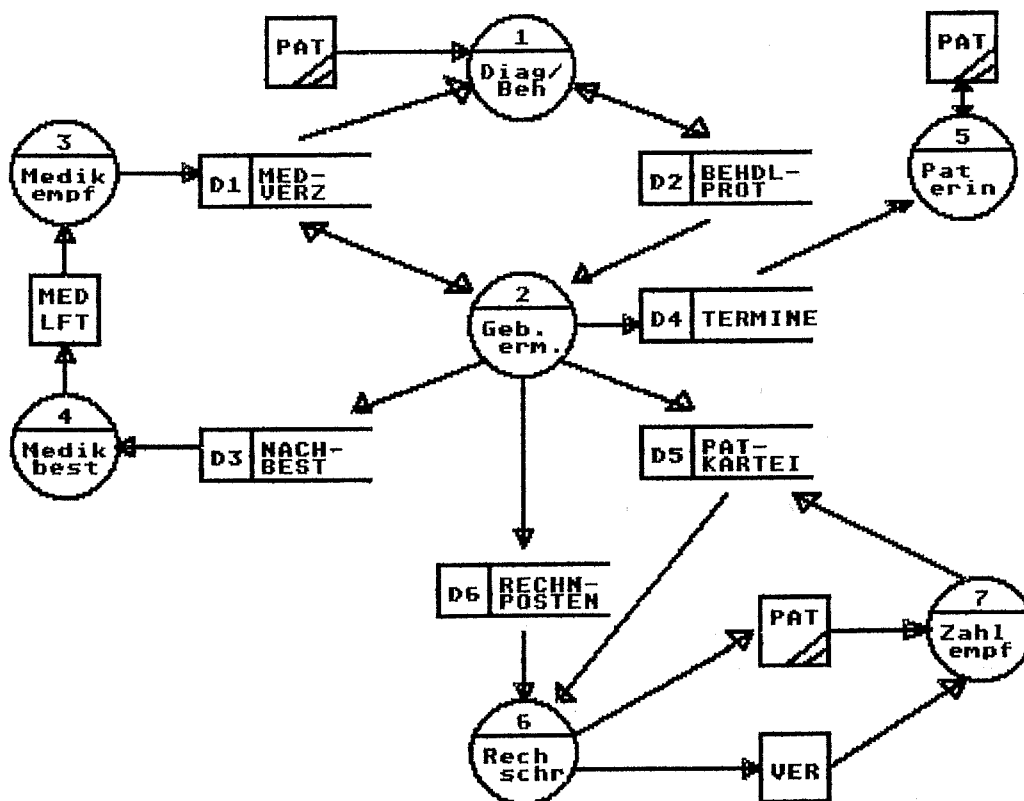 PAT
1
Diag/
Beh
PAT
3
Medik
empf
D1
MED-
VERZ
D2
BEHDL-
PROT
5
Pat
erin
MED
LFT
2
Geb.
erm.
D4
TERMINE
4
Medik
best
D3
NACH-
BEST
D5
PAT-
KARTEI
D6
RECHN-
POSTEN
PAT
7
Zahl
empf
6
Rech
schr
VER